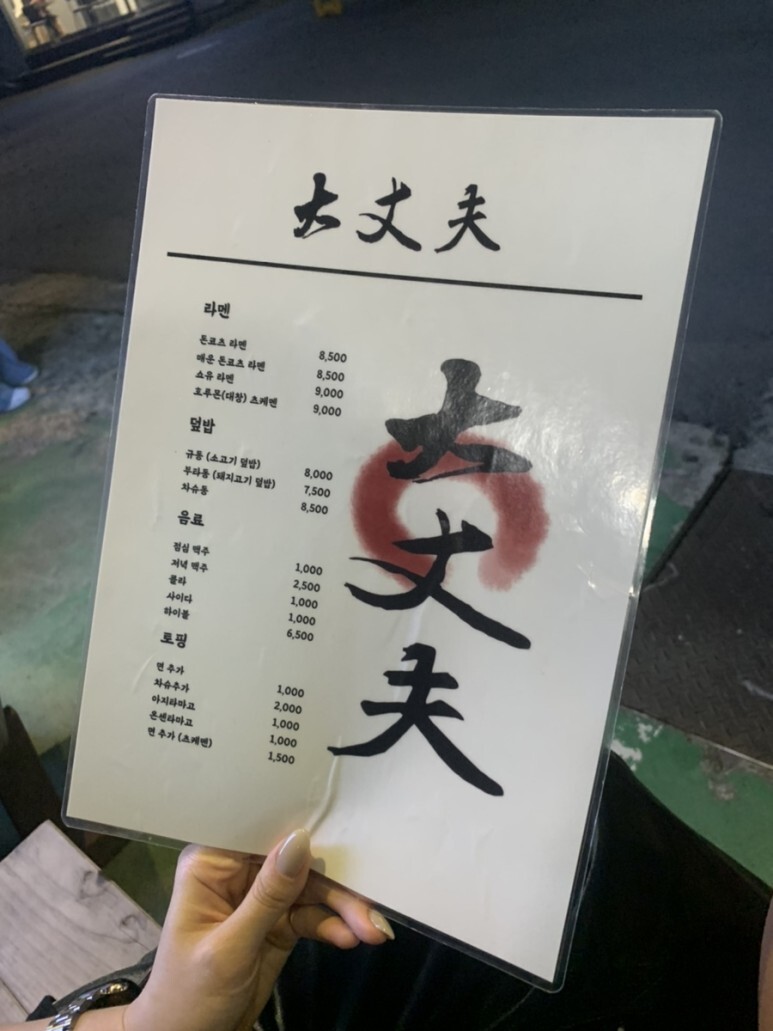 大丈夫
라멘
돈코츠 라멘 8,500
매운 돈코츠 라멘 8,500
쇼유 라멘 9,000
호루몬(대창) 츠케멘 9,000
덮밥
규동 (소고기 덮밥) 8,000
부타동 (돼지고기 덮밥) 7,500
차슈동 8,500
음료
점심 맥주 1,000
저녁 맥주 2,500
콜라 1,000
사이다 1,000
하이볼 6,500
토핑
면 추가 1,000
차슈추가 2,000
아지타마고 1,000
온센타마고 1,000
면 추가 (츠케멘) 1,500
大
丈
夫